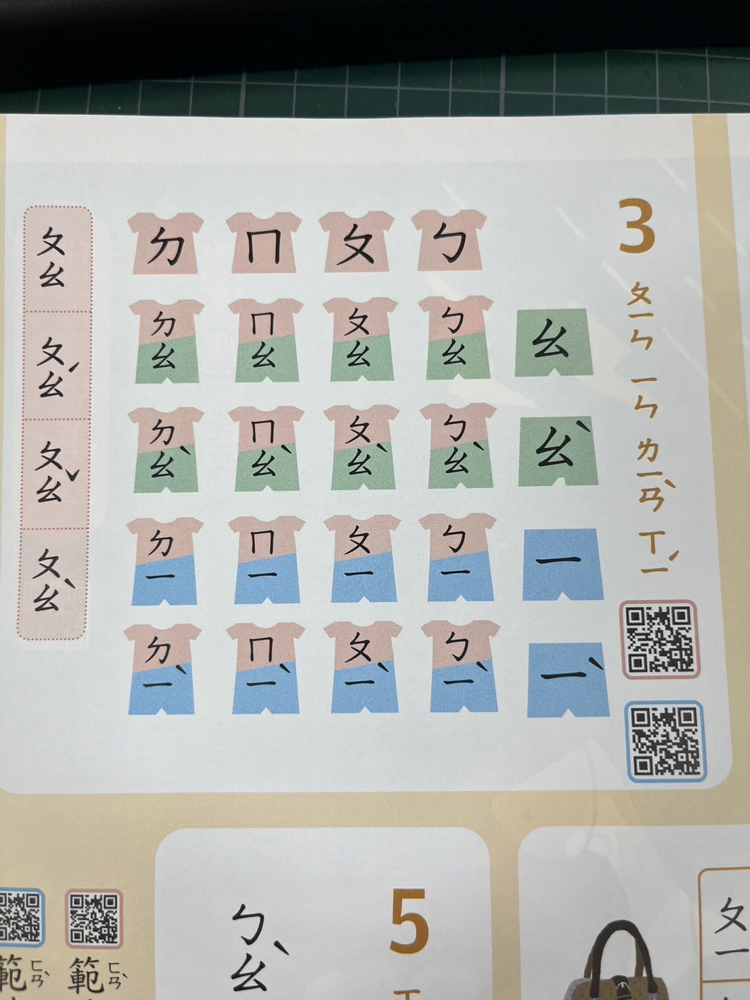 3
ㄆㄧㄣ ㄧㄣ ㄌㄧㄢˋ ㄒㄧˊ
ㄅ ㄆ ㄇ ㄉ
ㄠ ㄅㄠ ㄆㄠ ㄇㄠ ㄉㄠ
ㄠˋ ㄅㄠˋ ㄆㄠˋ ㄇㄠˋ ㄉㄠˋ
ㄧ ㄅㄧ ㄆㄧ ㄇㄧ ㄉㄧ
ㄧˋ ㄅㄧˋ ㄆㄧˋ ㄇㄧˋ ㄉㄧˋ
ㄆㄠ
ㄆㄠˊ
ㄆㄠˇ
ㄆㄠˋ
ㄆㄧ
5
ㄅㄠˋ
範ㄈㄢˋ
範ㄈㄢˋ